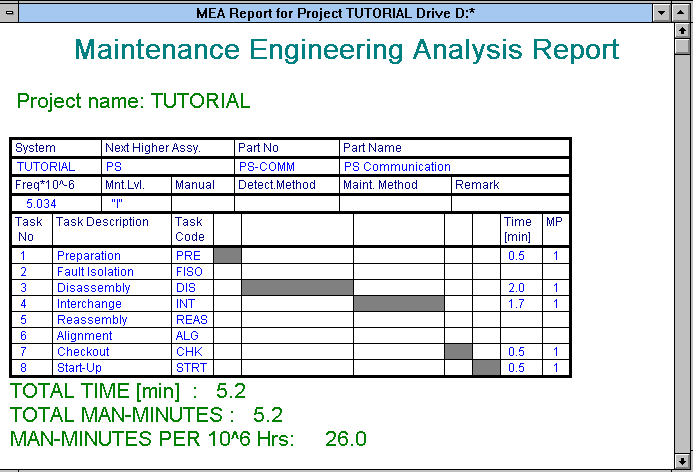 MEA Report for Project TUTORIAL Drive D:*
Maintenance Engineering Analysis Report
Project name: TUTORIAL
System Next Higher Assy. Part No Part Name
TUTORIAL PS PS-COMM PS Communication
Freq*10^-6 Mnt.Lvl. Manual Detect.Method Maint. Method Remark
5.034 "I"
Task No Task Description Task Code Time [min] MP
1 Preparation PRE 0.5 1
2 Fault Isolation FISO
3 Disassembly DIS 2.0 1
4 Interchange INT 1.7 1
5 Reassembly REAS
6 Alignment ALG
7 Checkout CHK 0.5 1
8 Start-Up STRT 0.5 1
TOTAL TIME [min] : 5.2
TOTAL MAN-MINUTES : 5.2
MAN-MINUTES PER 10^6 Hrs: 26.0